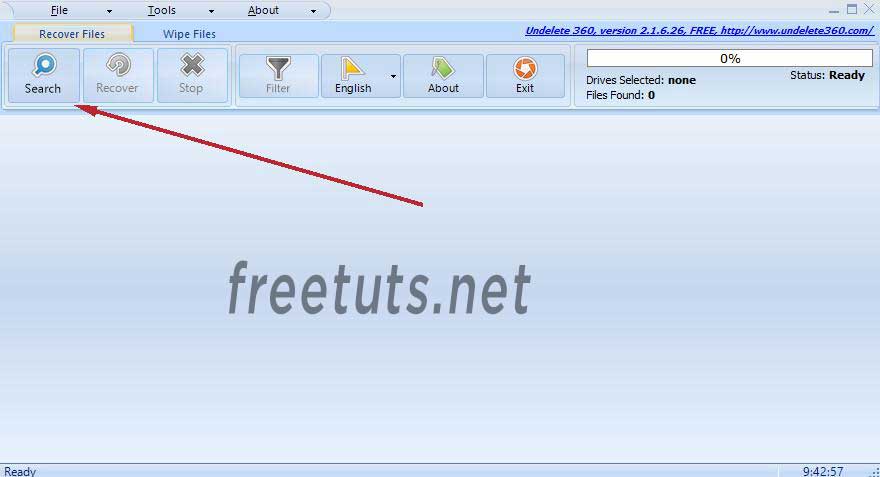 File Tools About
Recover Files Wipe Files
Undelete 360, version 2.1.6.26, FREE, http://www.undelete360.com/
Search Recover Stop Filter English About Exit
0%
Drives Selected: none Status: Ready
Files Found: 0
freetuts.net
Ready 9:42:57